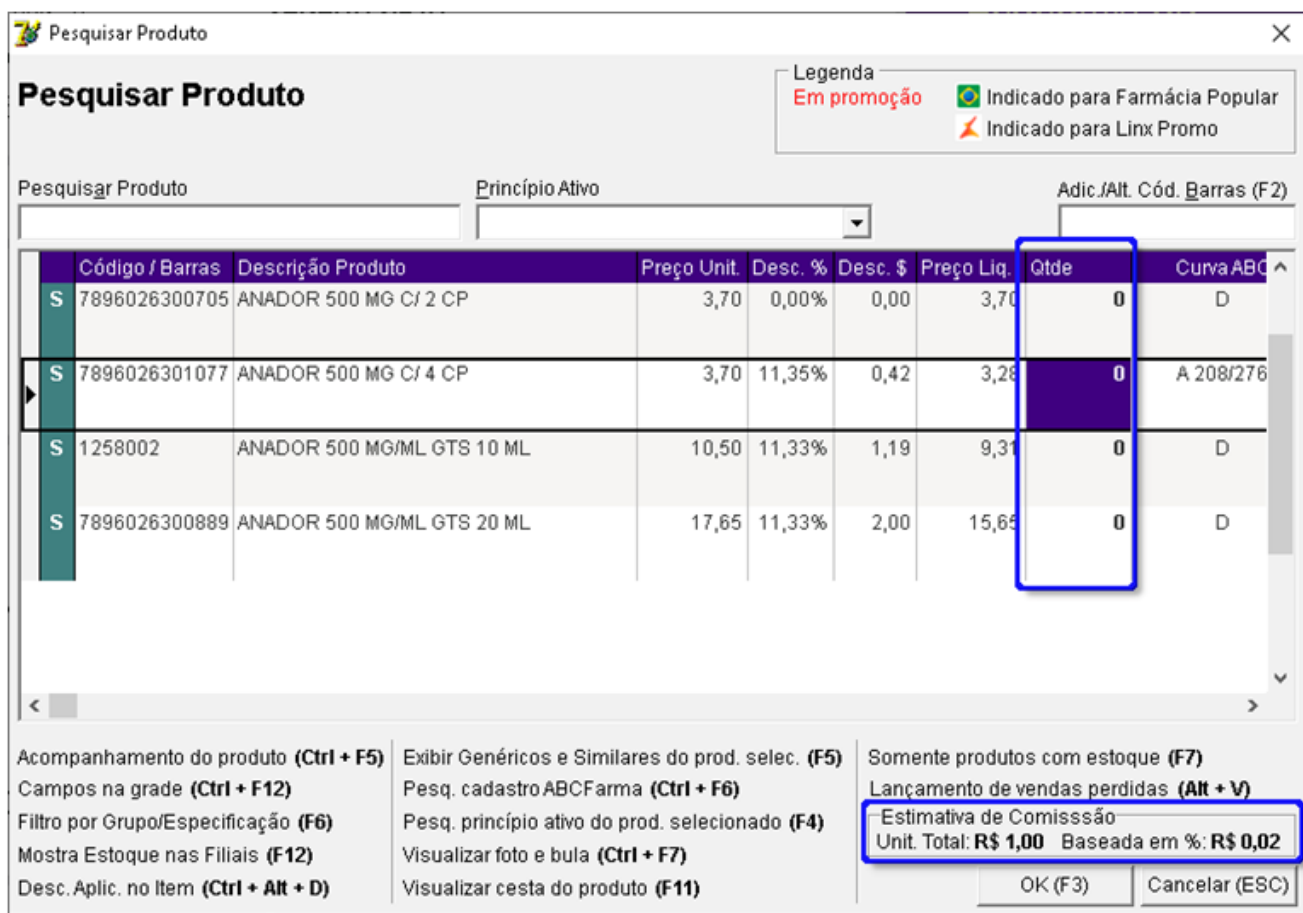 Pesquisar Produto
Pesquisar Produto
Legenda
Em promoção Indicado para Farmácia Popular
Indicado para Linx Promo
Pesquisar Produto Princípio Ativo Adic./Alt. Cód. Barras (F2)
Código / Barras Descrição Produto Preço Unit. Desc. % Desc. $ Preço Liq. Qtde Curva ABC
S 7896026300705 ANADOR 500 MG C/ 2 CP 3,70 0,00% 0,00 3,70 0 D
S 7896026301077 ANADOR 500 MG C/ 4 CP 3,70 11,35% 0,42 3,28 0 A 208/276
S 1258002 ANADOR 500 MG/ML GTS 10 ML 10,50 11,33% 1,19 9,31 0 D
S 7896026300889 ANADOR 500 MG/ML GTS 20 ML 17,65 11,33% 2,00 15,65 0 D
Acompanhamento do produto (Ctrl + F5) Exibir Genéricos e Similares do prod. selec. (F5) Somente produtos com estoque (F7)
Campos na grade (Ctrl + F12) Pesq. cadastro ABCFarma (Ctrl + F6) Lançamento de vendas perdidas (Alt + V)
Filtro por Grupo/Especificação (F6) Pesq. princípio ativo do prod. selecionado (F4) Estimativa de Comisssão
Unit. Total: R$ 1,00 Baseada em %: R$ 0,02
Mostra Estoque nas Filiais (F12) Visualizar foto e bula (Ctrl + F7)
Desc. Aplic. no Item (Ctrl + Alt + D) Visualizar cesta do produto (F11) OK (F3) Cancelar (ESC)